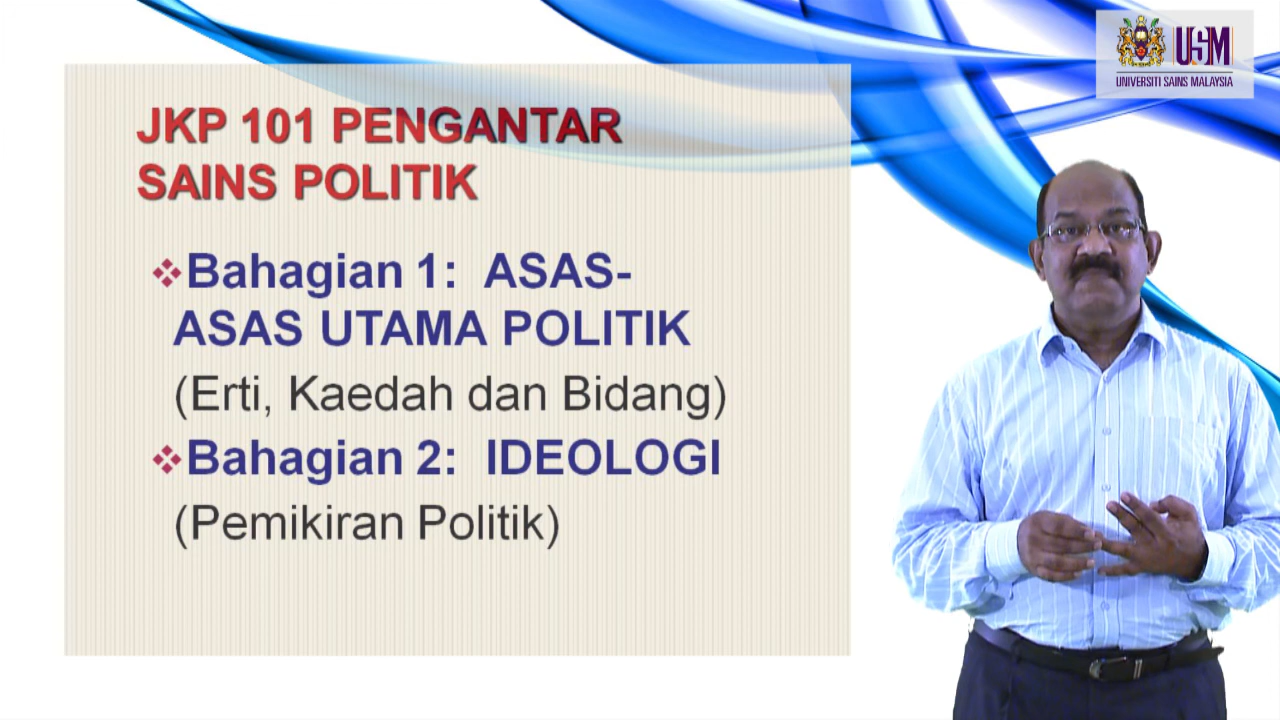 USM
UNIVERSITI SAINS MALAYSIA
JKP 101 PENGANTAR
SAINS POLITIK
❖Bahagian 1: ASAS-
ASAS UTAMA POLITIK
(Erti, Kaedah dan Bidang)
❖Bahagian 2: IDEOLOGI
(Pemikiran Politik)